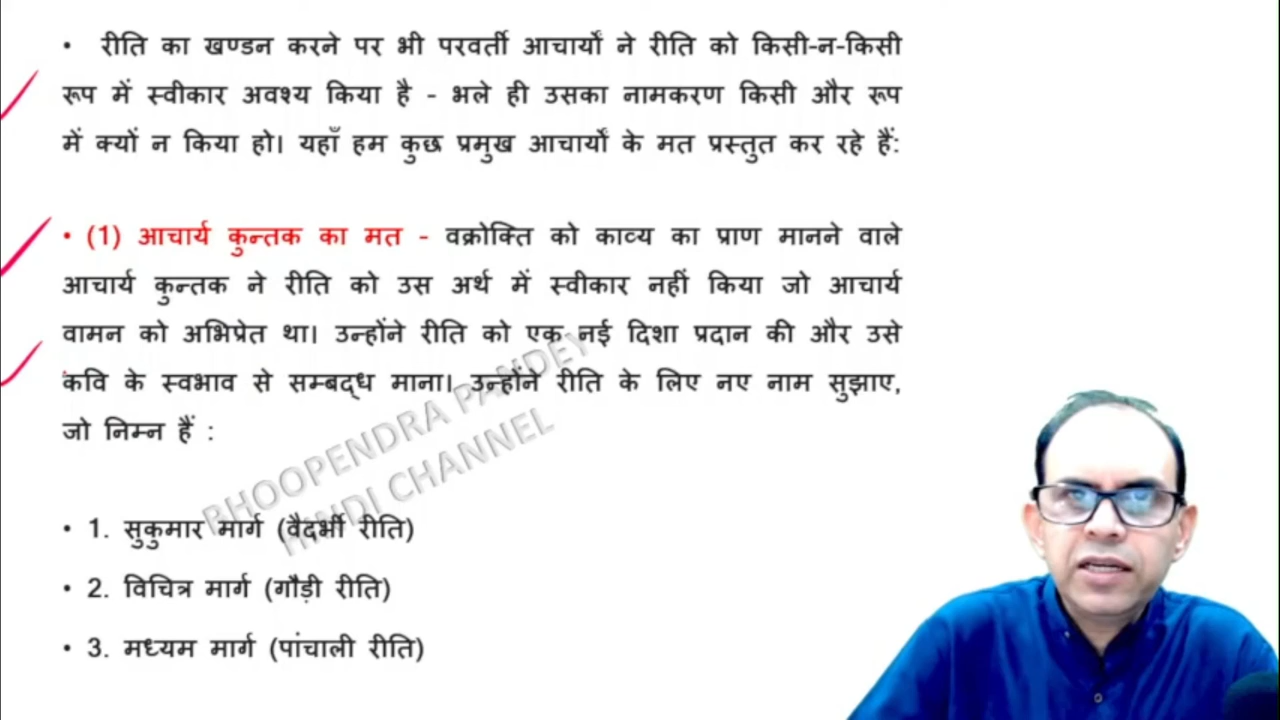 • रीति का खण्डन करने पर भी परवर्ती आचार्यों ने रीति को किसी-न-किसी
रूप में स्वीकार अवश्य किया है - भले ही उसका नामकरण किसी और रूप
में क्यों न किया हो। यहाँ हम कुछ प्रमुख आचार्यों के मत प्रस्तुत कर रहे हैं:
• (1) आचार्य कुन्तक का मत - वक्रोक्ति को काव्य का प्राण मानने वाले
आचार्य कुन्तक ने रीति को उस अर्थ में स्वीकार नहीं किया जो आचार्य
वामन को अभिप्रेत था। उन्होंने रीति को एक नई दिशा प्रदान की और उसे
कवि के स्वभाव से सम्बद्ध माना। उन्होंने रीति के लिए नए नाम सुझाए,
जो निम्न हैं :
BHOOPENDRA PANDEY
HINDI CHANNEL
• 1. सुकुमार मार्ग (वैदर्भी रीति)
• 2. विचित्र मार्ग (गौड़ी रीति)
• 3. मध्यम मार्ग (पांचाली रीति)